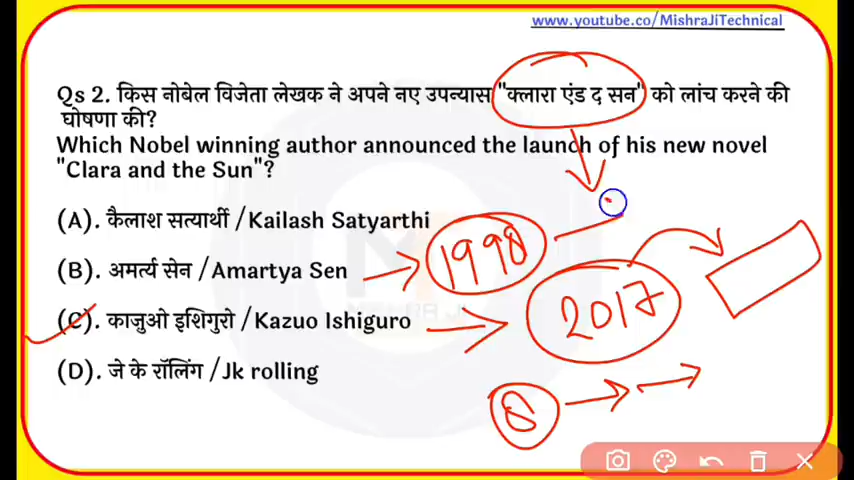 www.youtube.co/MishraJiTechnical
Qs 2. किस नोबेल विजेता लेखक ने अपने नए उपन्यास "क्लारा एंड द सन" को लांच करने की
घोषणा की?
Which Nobel winning author announced the launch of his new novel
"Clara and the Sun"?
(A). कैलाश सत्यार्थी /Kailash Satyarthi
1998
(B). अमर्त्य सेन /Amartya Sen
2017
(C). काजुओ इशिगुरो /Kazuo Ishiguro
(D). जे के रॉलिंग /Jk rolling
8